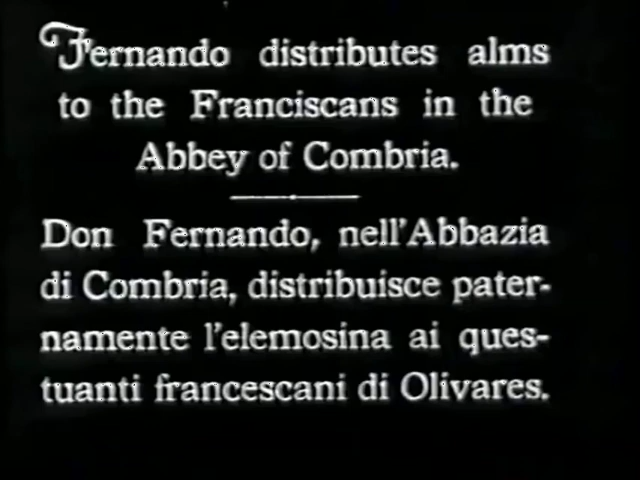 Fernando distributes alms
to the Franciscans in the
Abbey of Combria.
Don Fernando, nell'Abbazia
di Combria, distribuisce pater-
namente l'elemosina ai ques-
tuanti francescani di Olivares.